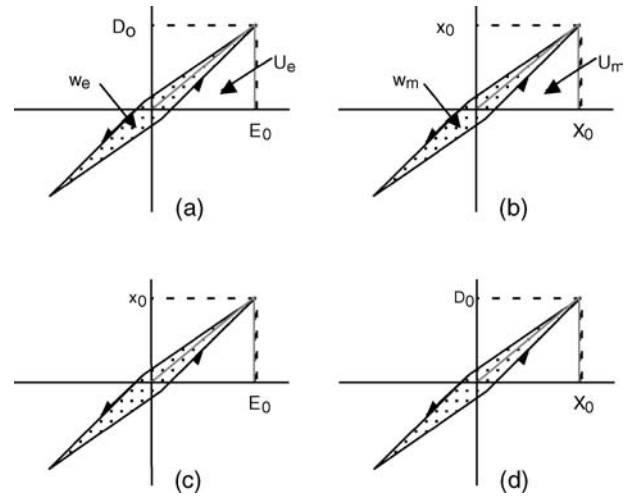 D₀
wₑ
Uₑ
E₀
(a)
x₀
wₘ
Uₘ
X₀
(b)
x₀
E₀
(c)
D₀
X₀
(d)